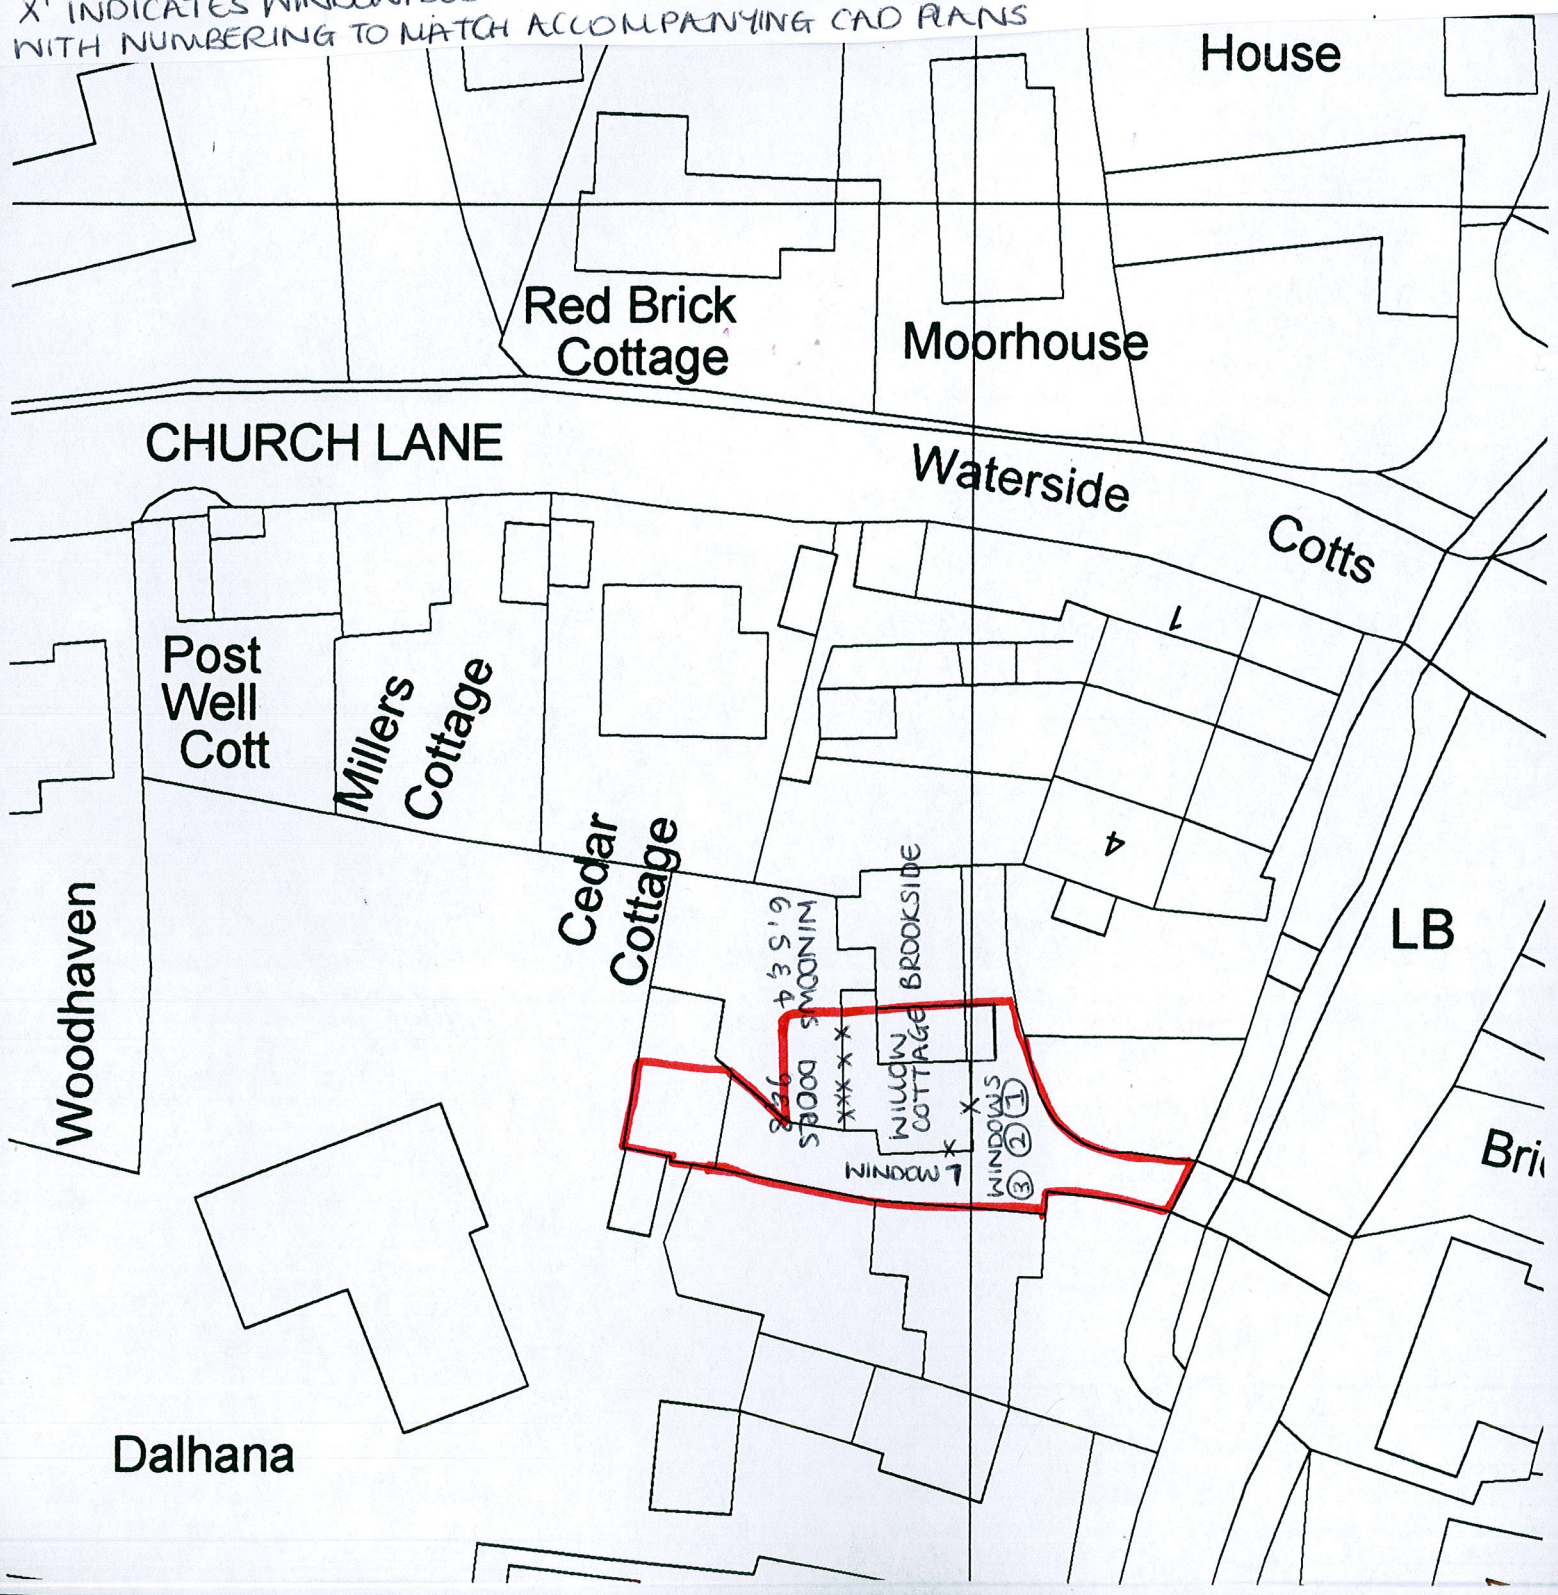 'X' INDICATES
WITH NUMBERING TO MATCH ACCOMPANYING CAD PLANS
House
Red Brick
Cottage
Moorhouse
CHURCH LANE
Waterside
Cotts
1
Post
Well
Cott
Millers
Cottage
4
Cedar
Cottage
Woodhaven
LB
BROOKSIDE
WINDOWS
6, 5 & 4
DOORS
8 & 9
X X X X X
WILLOW
COTTAGE
X
WINDOWS
3 2 1
X
WINDOW 7
Dalhana